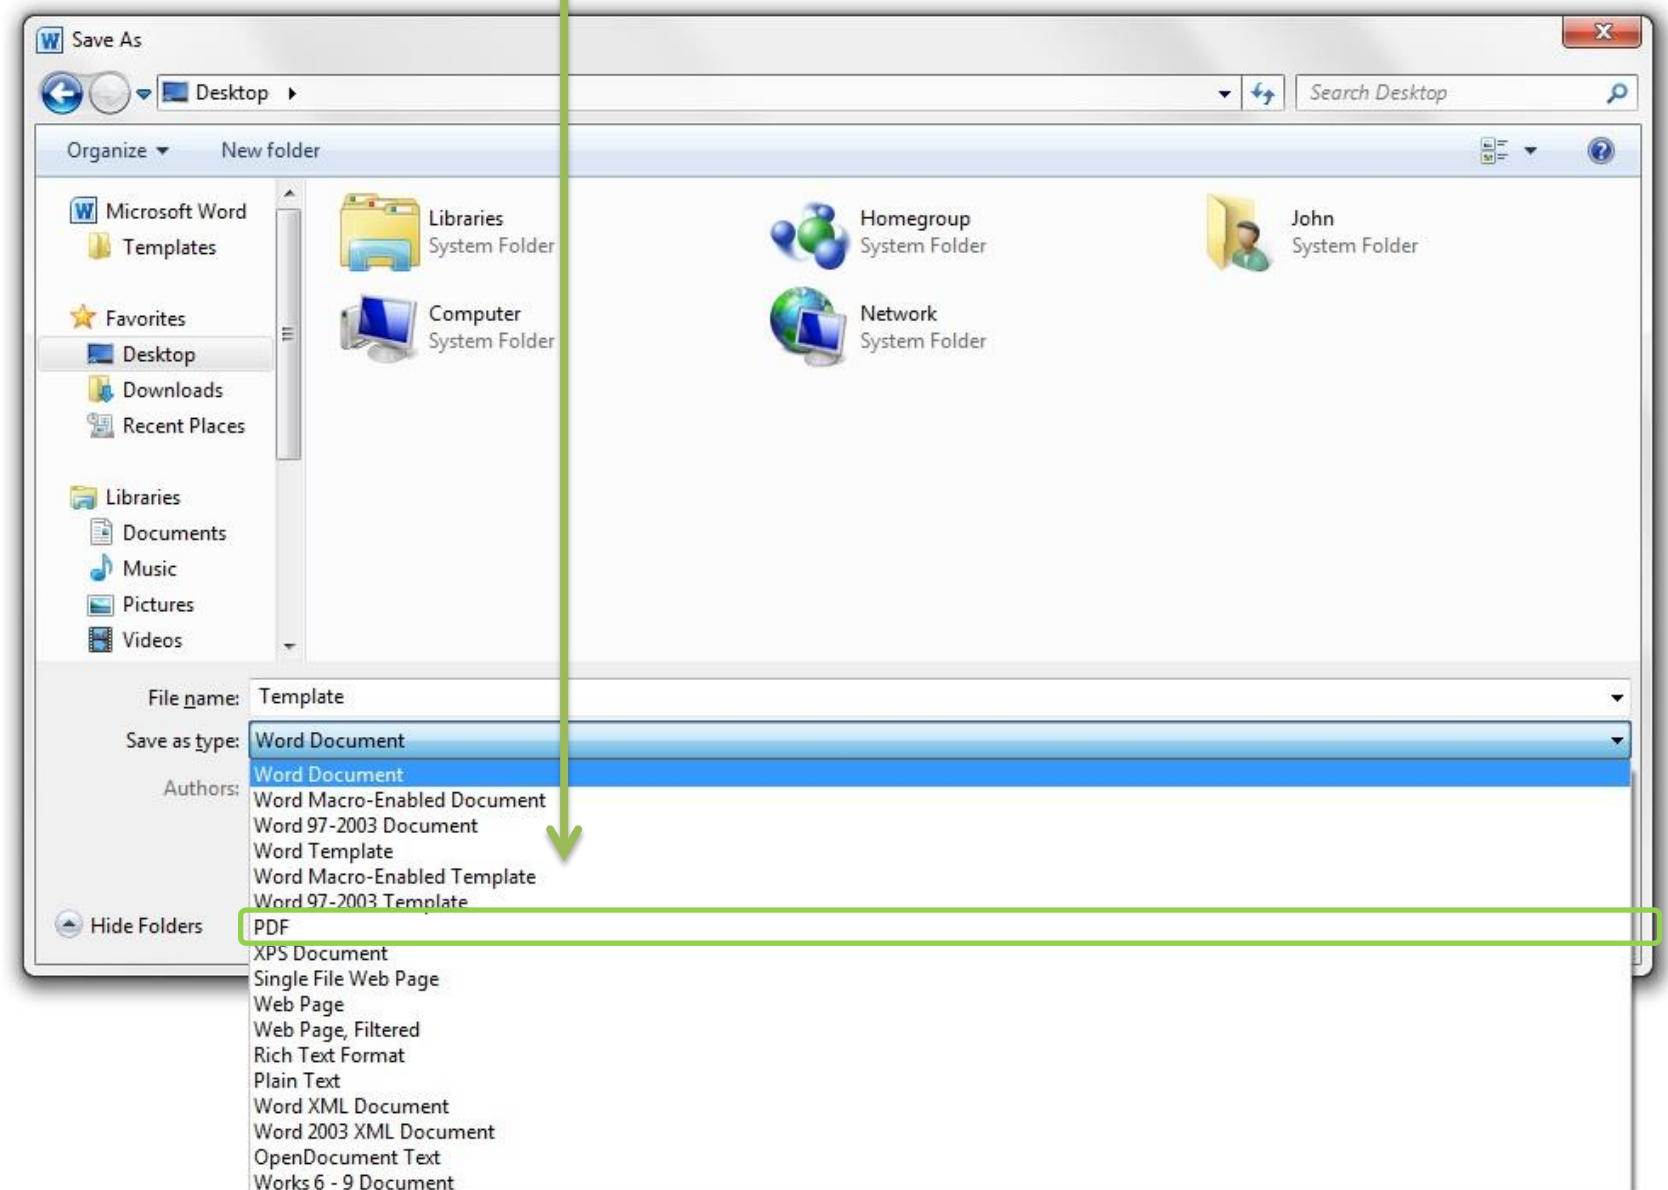 Save As
Desktop
Search Desktop
Organize
New folder
Microsoft Word
Templates
Favorites
Desktop
Downloads
Recent Places
Libraries
Documents
Music
Pictures
Videos
Libraries
System Folder
Homegroup
System Folder
John
System Folder
Computer
System Folder
Network
System Folder
File name: Template
Save as type: Word Document
Authors:
Word Document
Word Macro-Enabled Document
Word 97-2003 Document
Word Template
Word Macro-Enabled Template
Word 97-2003 Template
Hide Folders
PDF
XPS Document
Single File Web Page
Web Page
Web Page, Filtered
Rich Text Format
Plain Text
Word XML Document
Word 2003 XML Document
OpenDocument Text
Works 6 - 9 Document